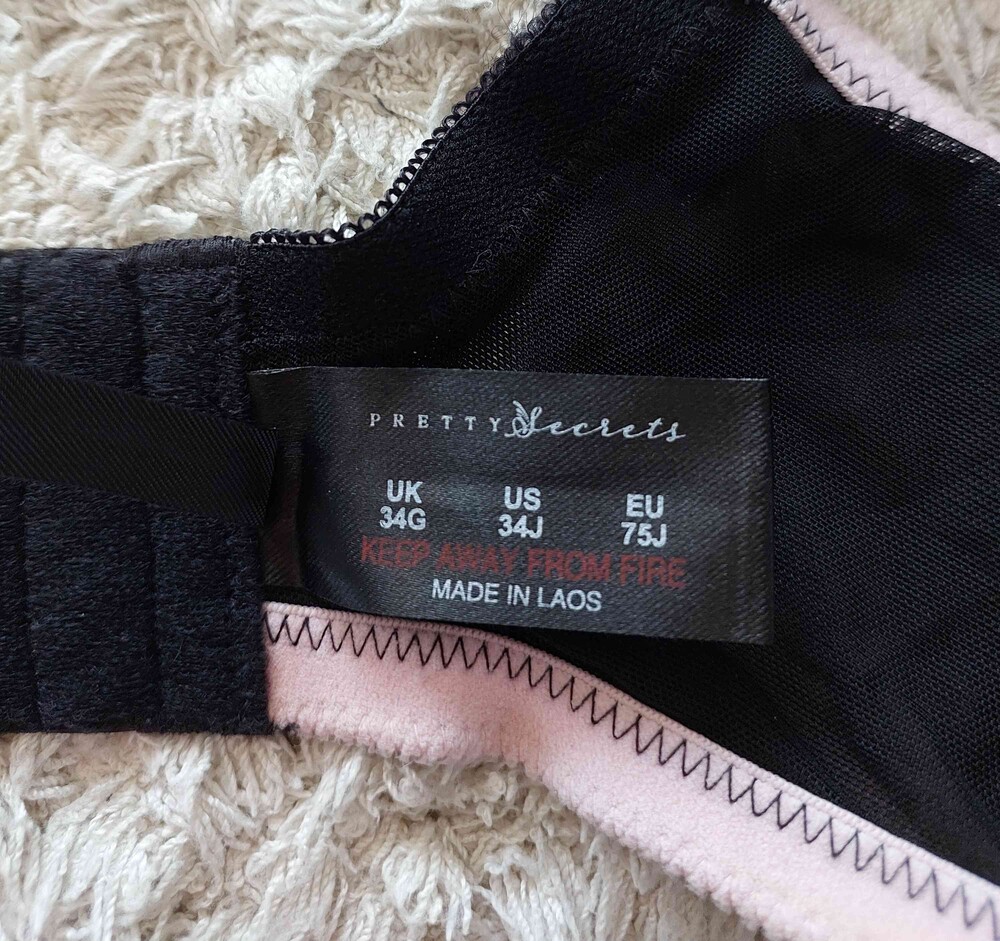 PRETTY Secrets
UK US EU
34G 34J 75J
KEEP AWAY FROM FIRE
MADE IN LAOS